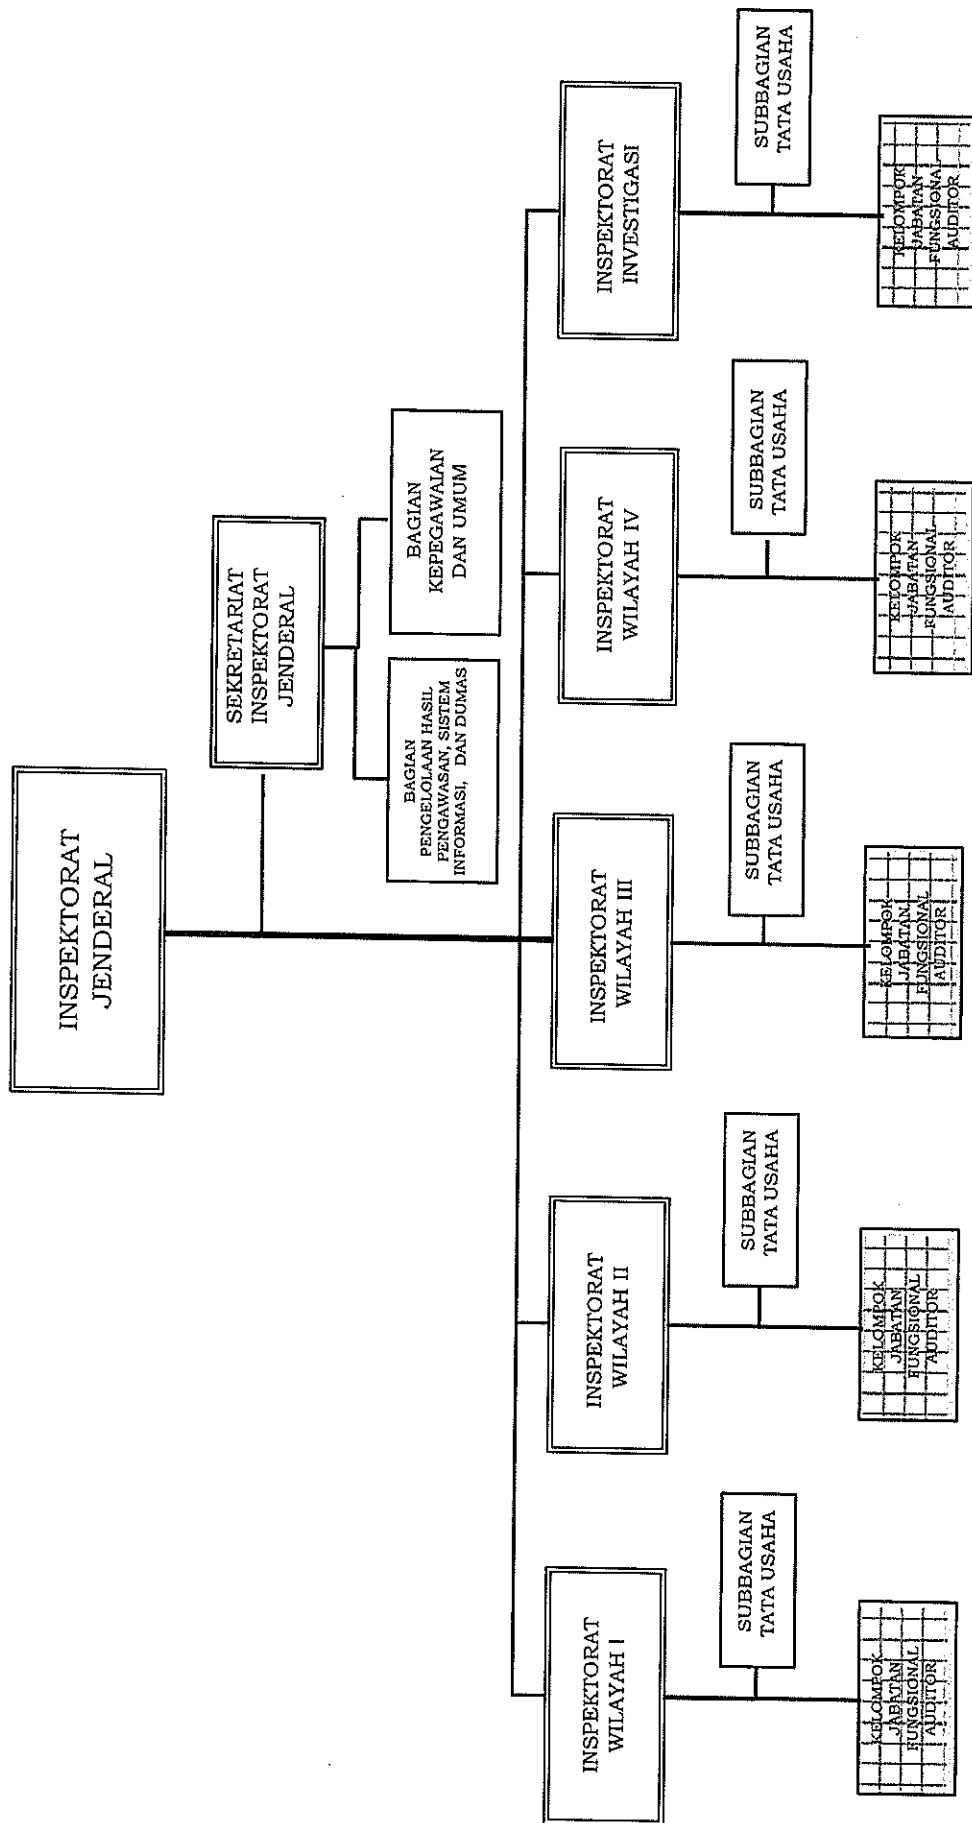 INSPEKTORAT
JENDERAL
SEKRETARIAT
INSPEKTORAT
JENDERAL
BAGIAN
PENGELOLAAN HASIL
PENGAWASAN, SISTEM
INFORMASI, DAN DUMAS
BAGIAN
KEPEGAWAIAN
DAN UMUM
INSPEKTORAT
WILAYAH I
INSPEKTORAT
WILAYAH II
INSPEKTORAT
WILAYAH III
INSPEKTORAT
WILAYAH IV
INSPEKTORAT
INVESTIGASI
SUBBAGIAN
TATA USAHA
SUBBAGIAN
TATA USAHA
SUBBAGIAN
TATA USAHA
SUBBAGIAN
TATA USAHA
SUBBAGIAN
TATA USAHA
KELOMPOK
JABATAN
FUNGSIONAL
AUDITOR
KELOMPOK
JABATAN
FUNGSIONAL
AUDITOR
KELOMPOK
JABATAN
FUNGSIONAL
AUDITOR
KELOMPOK
JABATAN
FUNGSIONAL
AUDITOR
KELOMPOK
JABATAN
FUNGSIONAL
AUDITOR